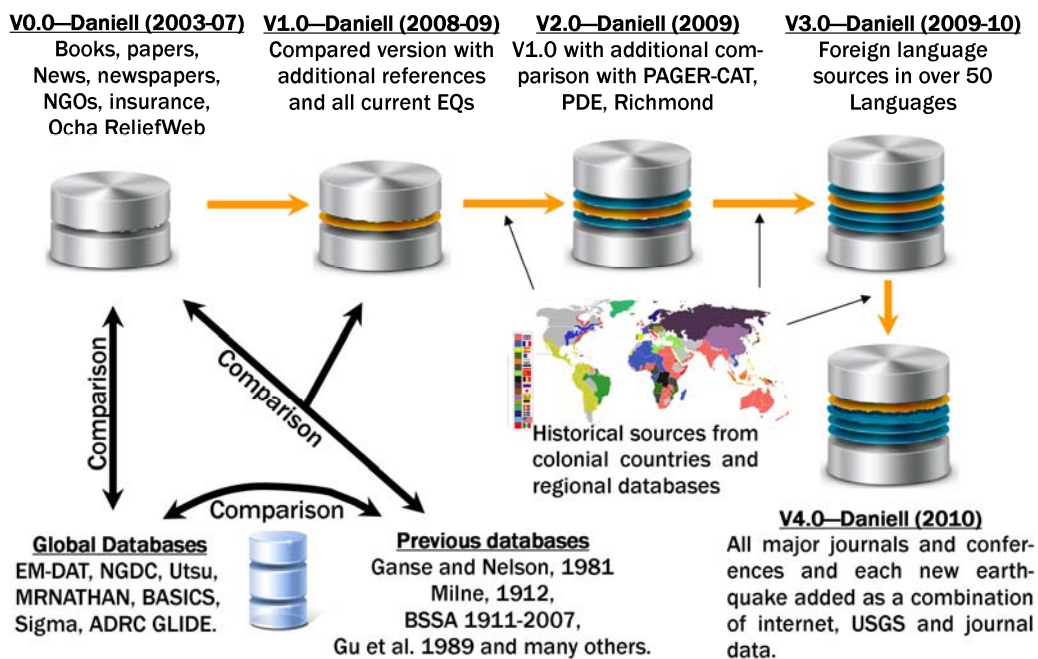 V0.0—Daniell (2003-07)
Books, papers,
News, newspapers,
NGOs, insurance,
Ocha ReliefWeb
V1.0—Daniell (2008-09)
Compared version with
additional references
and all current EQs
V2.0—Daniell (2009)
V1.0 with additional com-
parison with PAGER-CAT,
PDE, Richmond
V3.0—Daniell (2009-10)
Foreign language
sources in over 50
Languages
Comparison
Comparison
Comparison
Historical sources from
colonial countries and
regional databases
Global Databases
EM-DAT, NGDC, Utsu,
MRNATHAN, BASICS,
Sigma, ADRC GLIDE.
Previous databases
Ganse and Nelson, 1981
Milne, 1912,
BSSA 1911-2007,
Gu et al. 1989 and many others.
V4.0—Daniell (2010)
All major journals and confer-
ences and each new earth-
quake added as a combination
of internet, USGS and journal
data.